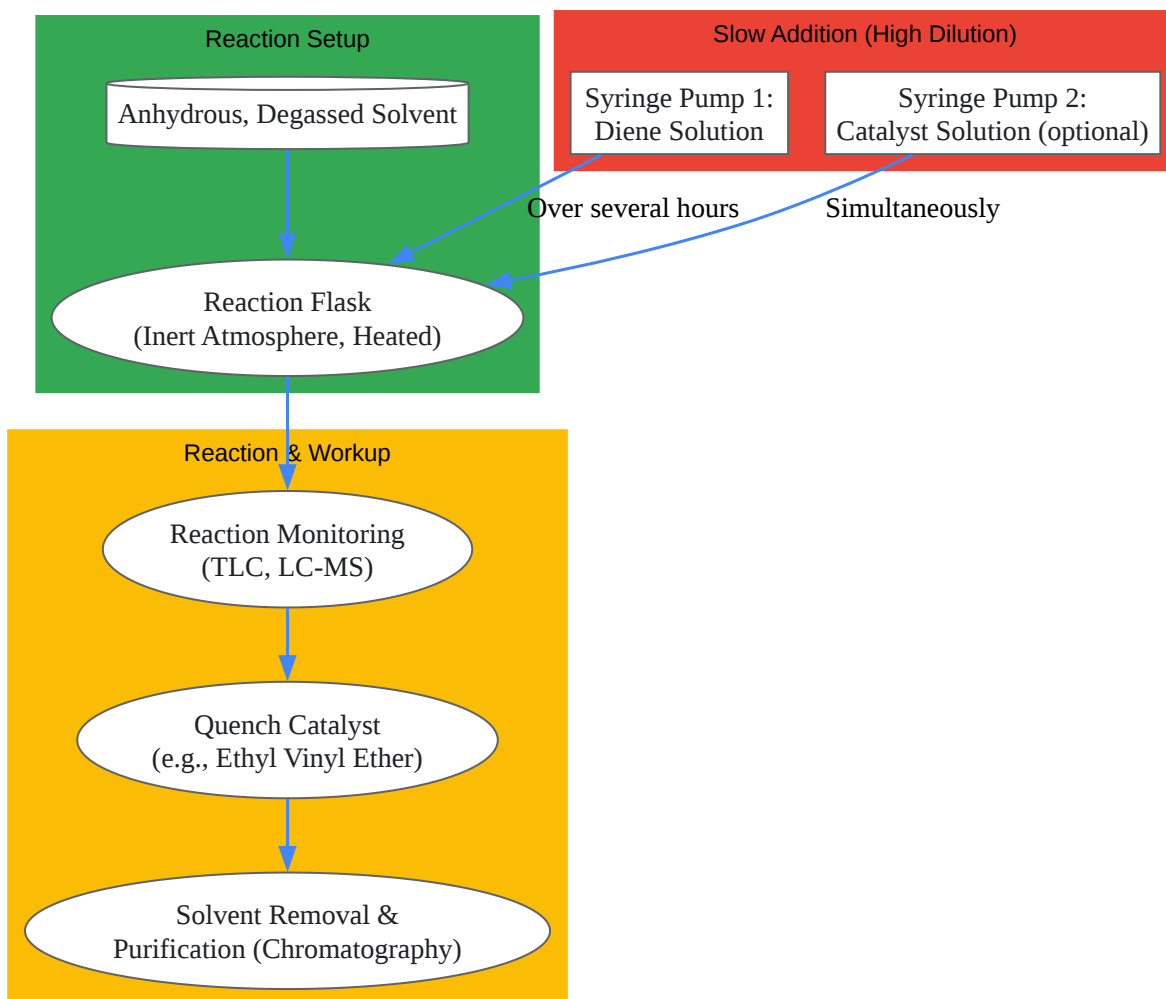 Reaction Setup
Slow Addition (High Dilution)
Anhydrous, Degassed Solvent
Syringe Pump 1:
Diene Solution
Syringe Pump 2:
Catalyst Solution (optional)
Over several hours
Simultaneously
Reaction Flask
(Inert Atmosphere, Heated)
Reaction & Workup
Reaction Monitoring
(TLC, LC-MS)
Quench Catalyst
(e.g., Ethyl Vinyl Ether)
Solvent Removal &
Purification (Chromatography)